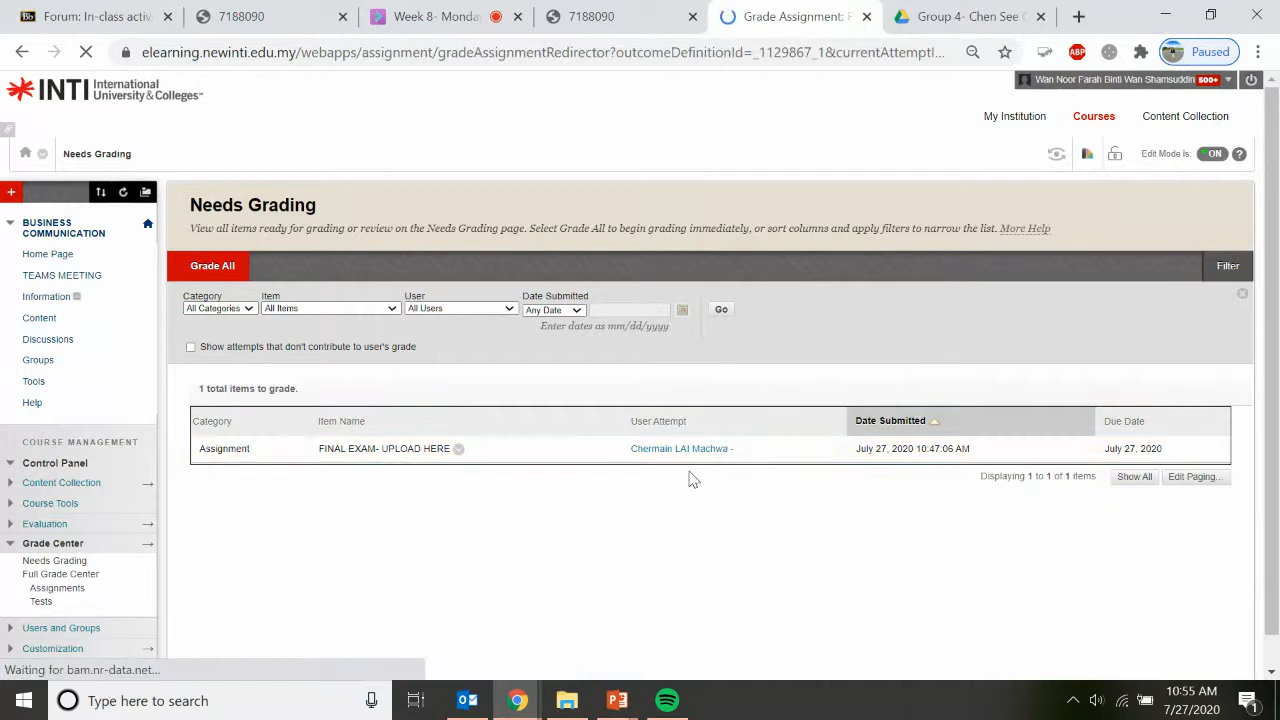 Forum: In-class activ
7188090
Week 8- Monday
7188090
Grade Assignment: F
Group 4- Chen See C
elearning.newinti.edu.my/webapps/assignment/gradeAssignmentRedirector?outcomeDefinitionId=_1129867_1&currentAttemptI...
ABP
Paused
INTI International University & Colleges
Wan Noor Farah Binti Wan Shamsuddin 500+
My Institution
Courses
Content Collection
Needs Grading
Edit Mode is: ON ?
BUSINESS COMMUNICATION
Home Page
TEAMS MEETING
Information
Content
Discussions
Groups
Tools
Help
COURSE MANAGEMENT
Control Panel
Content Collection
Course Tools
Evaluation
Grade Center
Needs Grading
Full Grade Center
Assignments
Tests
Users and Groups
Customization
Needs Grading
View all items ready for grading or review on the Needs Grading page. Select Grade All to begin grading immediately, or sort columns and apply filters to narrow the list. More Help
Grade All
Filter
Category Item User Date Submitted
All Categories All Items All Users Any Date Go
Enter dates as mm/dd/yyyy
Show attempts that don't contribute to user's grade
1 total items to grade.
Category Item Name User Attempt Date Submitted Due Date
Assignment FINAL EXAM- UPLOAD HERE Chermain LAI Machwa - July 27, 2020 10:47:06 AM July 27, 2020
Displaying 1 to 1 of 1 items Show All Edit Paging...
Waiting for bam.nr-data.net...
Type here to search
10:55 AM
7/27/2020
1